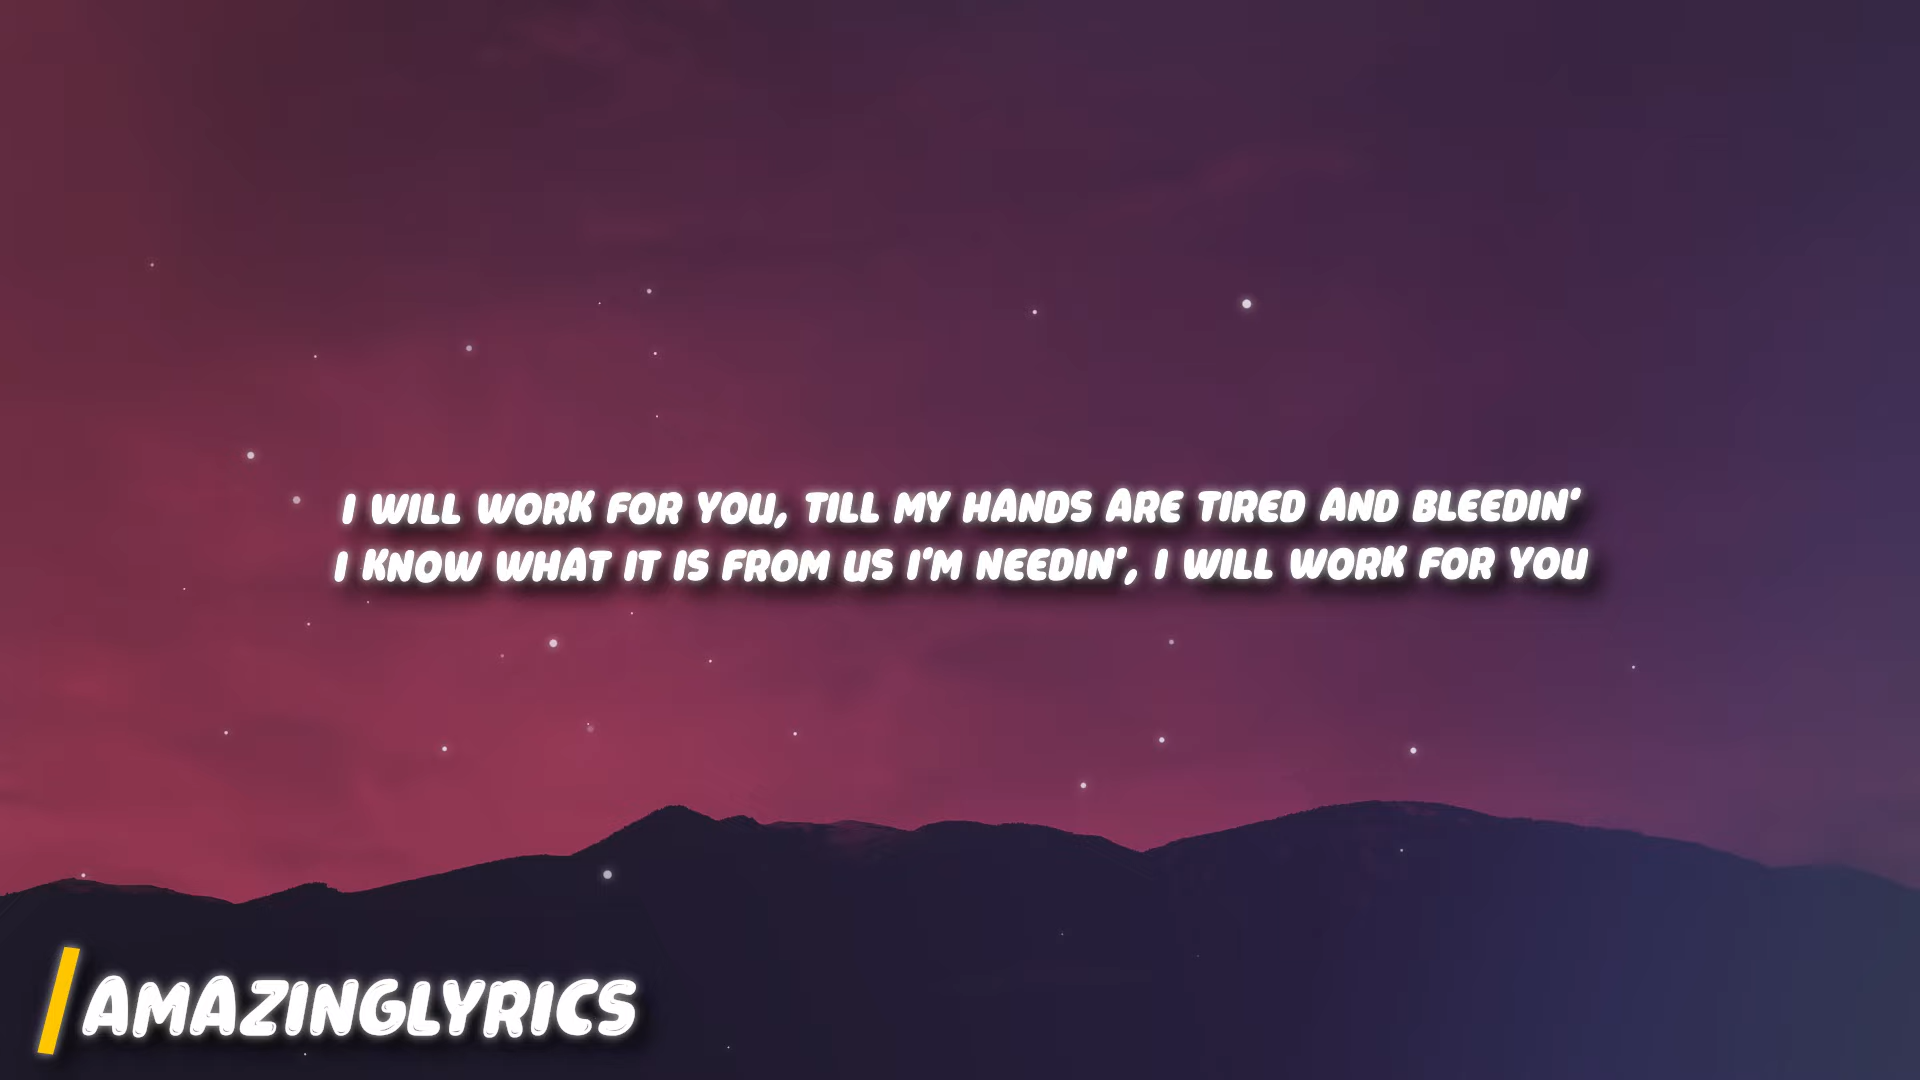 I WILL WORK FOR YOU, TILL MY HANDS ARE TIRED AND BLEEDIN'
I KNOW WHAT IT IS FROM US I'M NEEDIN', I WILL WORK FOR YOU
AMAZINGLYRICS